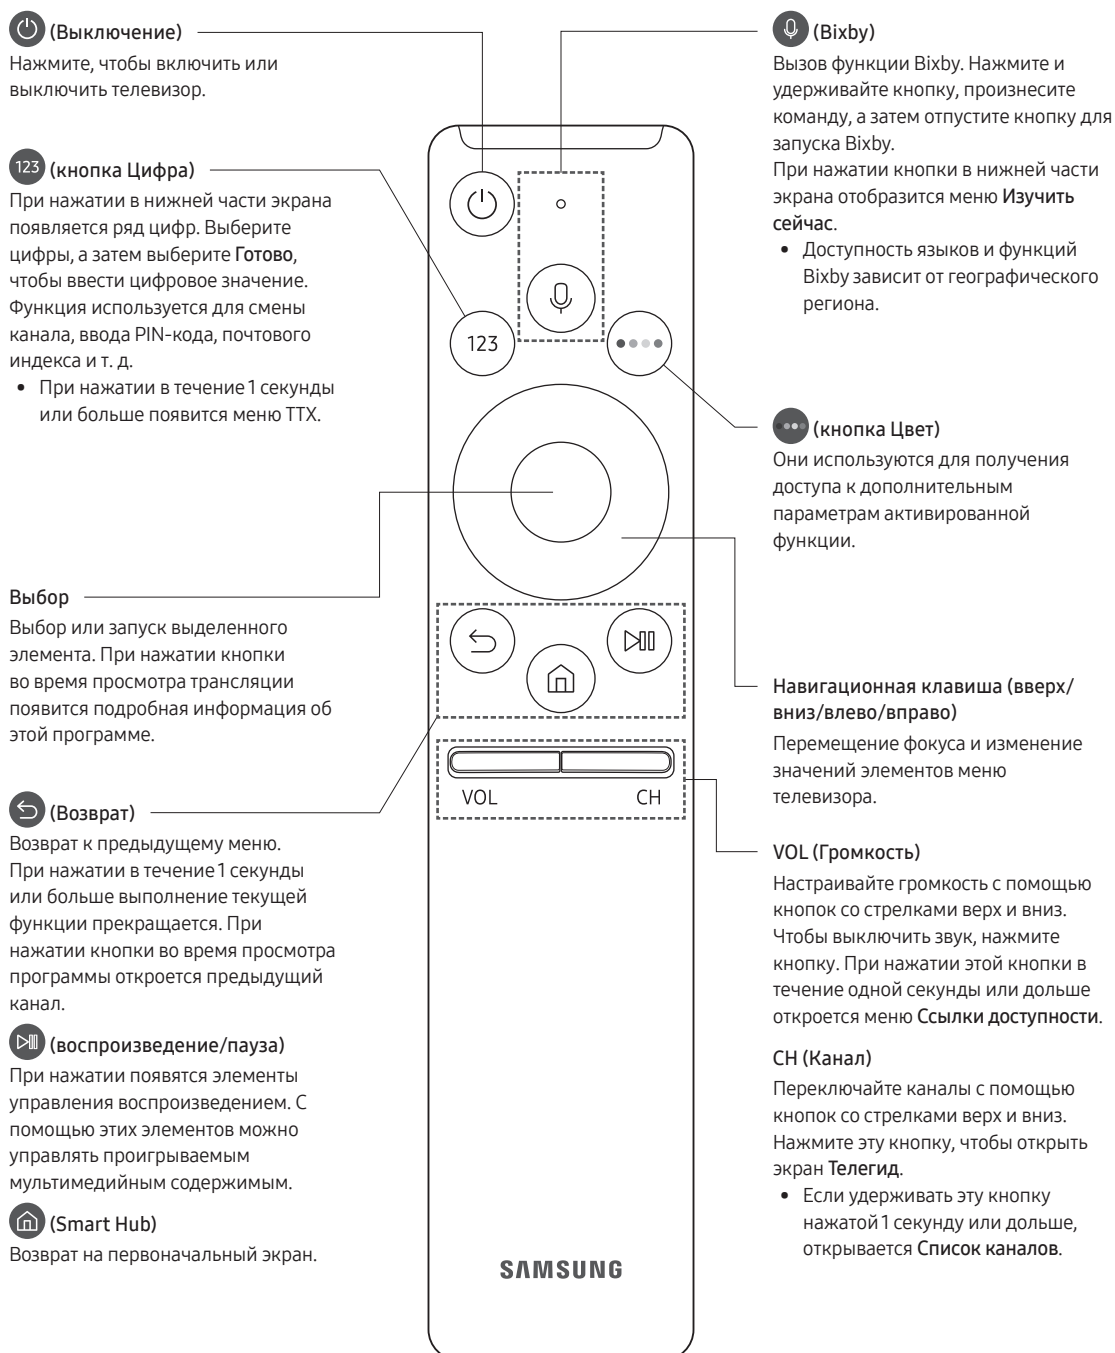 (Выключение)
Нажмите, чтобы включить или
выключить телевизор.
123 (кнопка Цифра)
При нажатии в нижней части экрана
появляется ряд цифр. Выберите
цифры, а затем выберите Готово,
чтобы ввести цифровое значение.
Функция используется для смены
канала, ввода PIN-кода, почтового
индекса и т. д.
• При нажатии в течение 1 секунды
или больше появится меню TTX.
Выбор
Выбор или запуск выделенного
элемента. При нажатии кнопки
во время просмотра трансляции
появится подробная информация об
этой программе.
(Возврат)
Возврат к предыдущему меню.
При нажатии в течение 1 секунды
или больше выполнение текущей
функции прекращается. При
нажатии кнопки во время просмотра
программы откроется предыдущий
канал.
(воспроизведение/пауза)
При нажатии появятся элементы
управления воспроизведением. С
помощью этих элементов можно
управлять проигрываемым
мультимедийным содержимым.
(Smart Hub)
Возврат на первоначальный экран.
123
VOL
CH
SAMSUNG
(Bixby)
Вызов функции Bixby. Нажмите и
удерживайте кнопку, произнесите
команду, а затем отпустите кнопку для
запуска Bixby.
При нажатии кнопки в нижней части
экрана отобразится меню Изучить
сейчас.
• Доступность языков и функций
Bixby зависит от географического
региона.
(кнопка Цвет)
Они используются для получения
доступа к дополнительным
параметрам активированной
функции.
Навигационная клавиша (вверх/
вниз/влево/вправо)
Перемещение фокуса и изменение
значений элементов меню
телевизора.
VOL (Громкость)
Настраивайте громкость с помощью
кнопок со стрелками верх и вниз.
Чтобы выключить звук, нажмите
кнопку. При нажатии этой кнопки в
течение одной секунды или дольше
откроется меню Ссылки доступности.
CH (Канал)
Переключайте каналы с помощью
кнопок со стрелками верх и вниз.
Нажмите эту кнопку, чтобы открыть
экран Телегид.
• Если удерживать эту кнопку
нажатой 1 секунду или дольше,
открывается Список каналов.